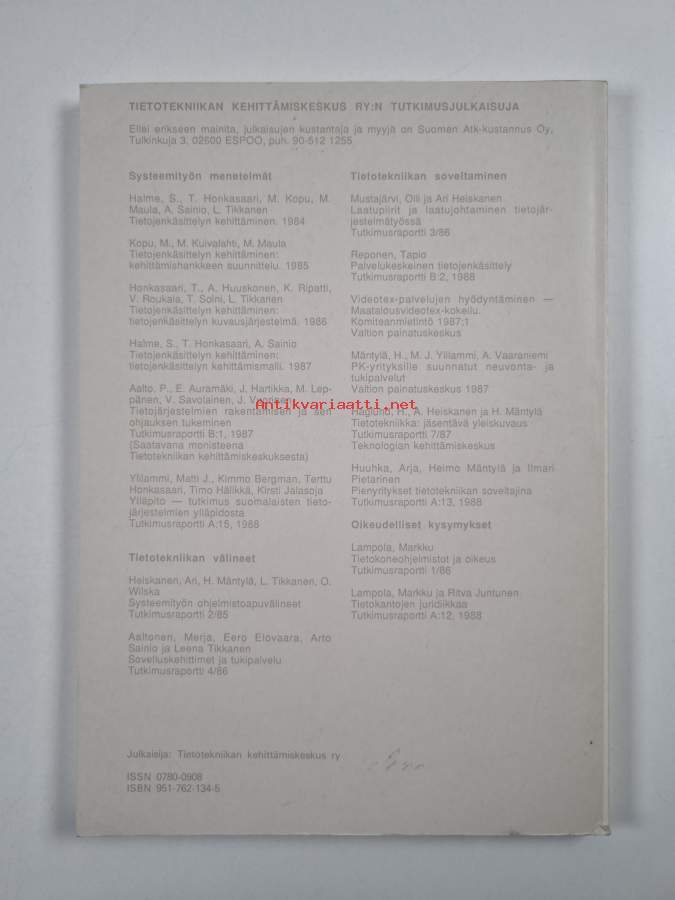 TIETOTEKNIIKAN KEHITTÄMISKESKUS RY:N TUTKIMUSJULKAISUJA
Ellei erikseen mainita, julkaisujen kustantaja ja myyjä on Suomen Atk-kustannus Oy,
Tulkinkuja 3, 02600 ESPOO, puh. 90-512 1255
Systeemityön menetelmät
Halme, S., T. Honkasaari, M. Kopu, M.
Maula, A. Sainio, L. Tikkanen
Tietojenkäsittelyn kehittäminen. 1984
Kopu, M., M. Kuivalahti, M. Maula
Tietojenkäsittelyn kehittäminen:
kehittämishankkeen suunnittelu. 1985
Honkasaari, T., A. Huuskonen, K. Ripatti,
V. Roukala, T. Soini, L. Tikkanen
Tietojenkäsittelyn kehittäminen:
tietojenkäsittelyn kuvausjärjestelmä. 1986
Halme, S., T. Honkasaari, A. Sainio
Tietojenkäsittelyn kehittäminen:
tietojenkäsittelyn kehittämismalli. 1987
Aalto, P., E. Auramäki, J. Hartikka, M. Lep-
pänen, V. Savolainen, J. Vuorinen
Tietojärjestelmien rakentamisen ja sen
ohjauksen tukeminen
Tutkimusraportti B:1, 1987
(Saatavana monisteena
Tietotekniikan kehittämiskeskuksesta)
Ylilammi, Matti J., Kimmo Bergman, Terttu
Honkasaari, Timo Hällikkä, Kirsti Jalasoja
Ylläpito — tutkimus suomalaisten tieto-
järjestelmien ylläpidosta
Tutkimusraportti A:15, 1988
Tietotekniikan välineet
Heiskanen, Ari, H. Mäntylä, L. Tikkanen, O.
Wilska
Systeemityön ohjelmistoapuvälineet
Tutkimusraportti 2/85
Aaltonen, Merja, Eero Elovaara, Arto
Sainio ja Leena Tikkanen
Sovelluskehittimet ja tukipalvelu
Tutkimusraportti 4/86
Tietotekniikan soveltaminen
Mustajärvi, Olli ja Ari Heiskanen
Laatupiirit ja laatujohtaminen tietojär-
jestelmätyössä
Tutkimusraportti 3/86
Reponen, Tapio
Palvelukeskeinen tietojenkäsittely
Tutkimusraportti B:2, 1988
Videotex-palvelujen hyödyntäminen —
Maatalousvideotex-kokeilu.
Komiteanmietintö 1987:1
Valtion painatuskeskus
Mäntylä, H., M. J. Ylilammi, A. Vaaraniemi
PK-yrityksille suunnatut neuvonta- ja
tukipalvelut
Valtion painatuskeskus 1987
Haglund, H., A. Heiskanen ja H. Mäntylä
Tietotekniikka: jäsentävä yleiskuvaus
Tutkimusraportti 7/87
Teknologian kehittämiskeskus
Huuhka, Arja, Heimo Mäntylä ja Ilmari
Pietarinen
Pienyritykset tietotekniikan soveltajina
Tutkimusraportti A:13, 1988
Oikeudelliset kysymykset
Lampola, Markku
Tietokoneohjelmistot ja oikeus
Tutkimusraportti 1/86
Lampola, Markku ja Ritva Juntunen
Tietokantojen juridiikkaa
Tutkimusraportti A:12, 1988
Antikvariaatti.net
Julkaisija: Tietotekniikan kehittämiskeskus ry
ISSN 0780-0908
ISBN 951-762-134-5